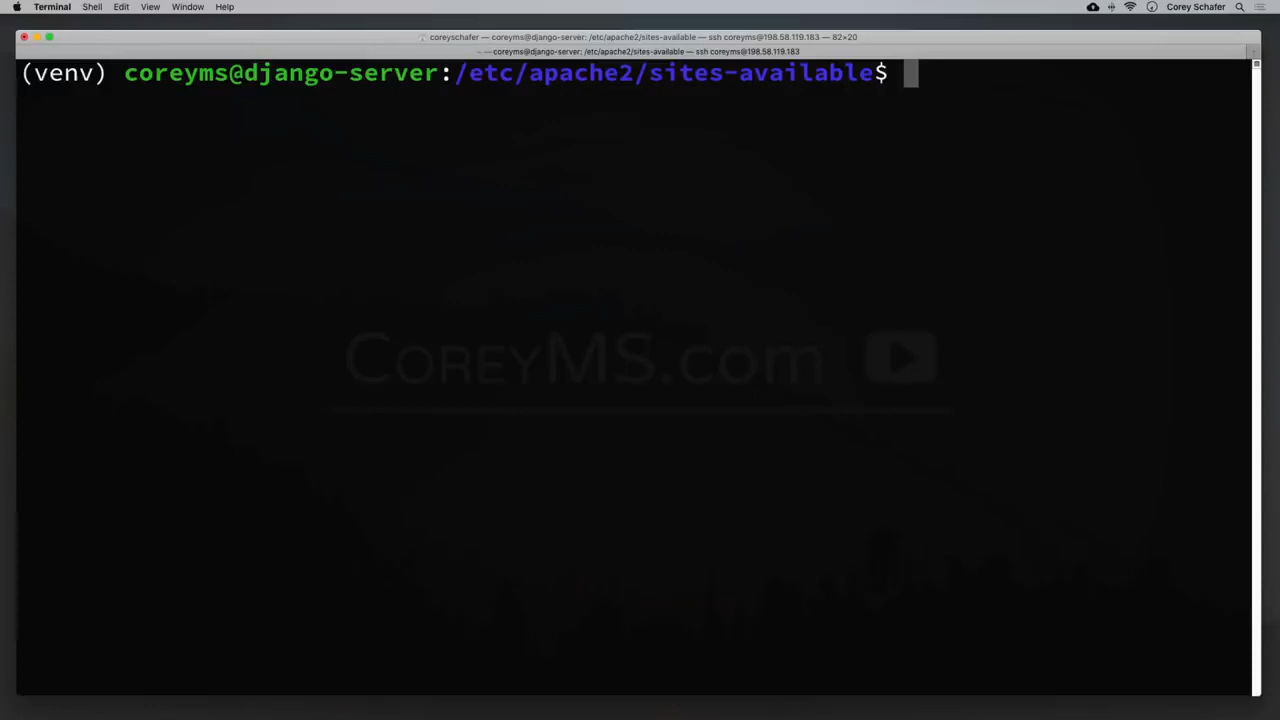 Terminal Shell Edit View Window Help Corey Schafer
coreyschafer — coreyms@django-server: /etc/apache2/sites-available — ssh coreyms@198.58.119.183 — 82×20
coreyms@django-server: /etc/apache2/sites-available — ssh coreyms@198.58.119.183
(venv) coreyms@django-server:/etc/apache2/sites-available$
CoreyMS.com